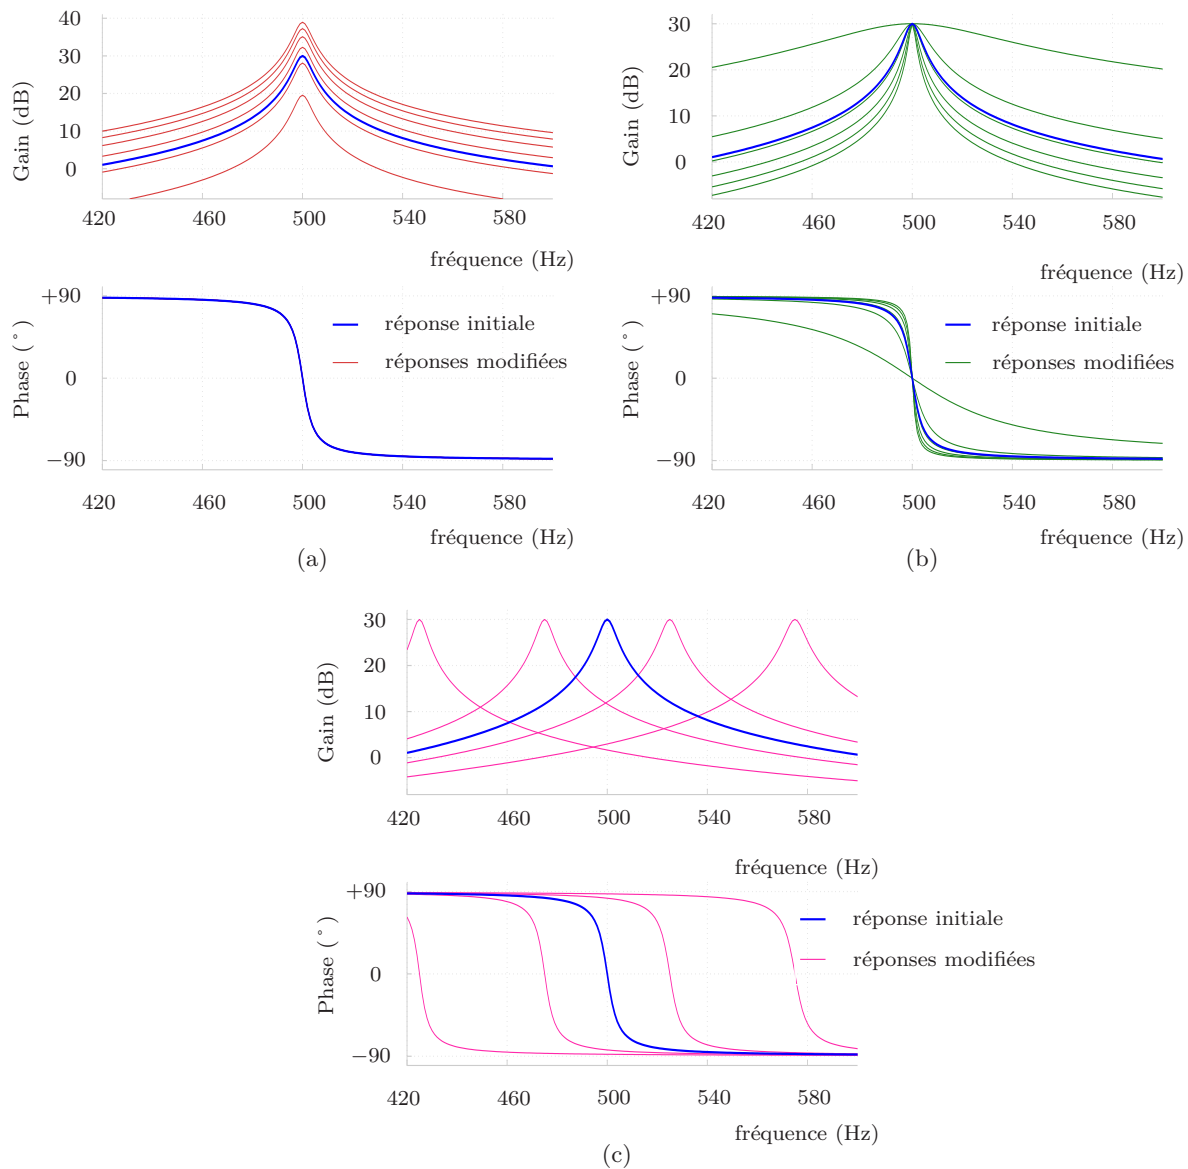 40
30
20
10
0
Gain (dB)
420 460 500 540 580
fréquence (Hz)
+90
0
−90
Phase (°)
réponse initiale
réponses modifiées
420 460 500 540 580
fréquence (Hz)
(a)
30
20
10
0
Gain (dB)
420 460 500 540 580
fréquence (Hz)
+90
0
−90
Phase (°)
réponse initiale
réponses modifiées
420 460 500 540 580
fréquence (Hz)
(b)
30
20
10
0
Gain (dB)
420 460 500 540 580
fréquence (Hz)
+90
0
−90
Phase (°)
réponse initiale
réponses modifiées
420 460 500 540 580
fréquence (Hz)
(c)